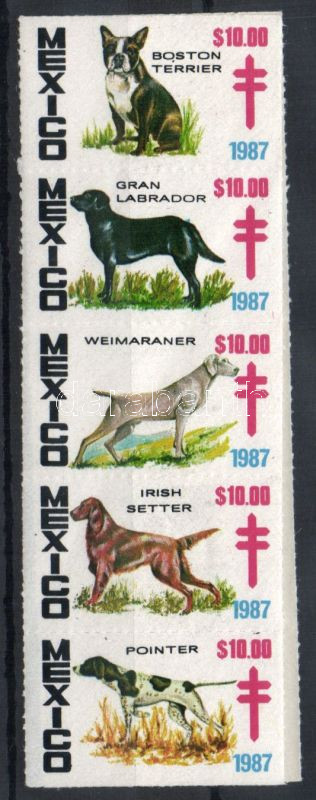 MEXICO
$10.00
BOSTON
TERRIER
1987
MEXICO
$10.00
GRAN
LABRADOR
1987
MEXICO
$10.00
WEIMARANER
1987
MEXICO
$10.00
IRISH
SETTER
1987
MEXICO
$10.00
POINTER
1987